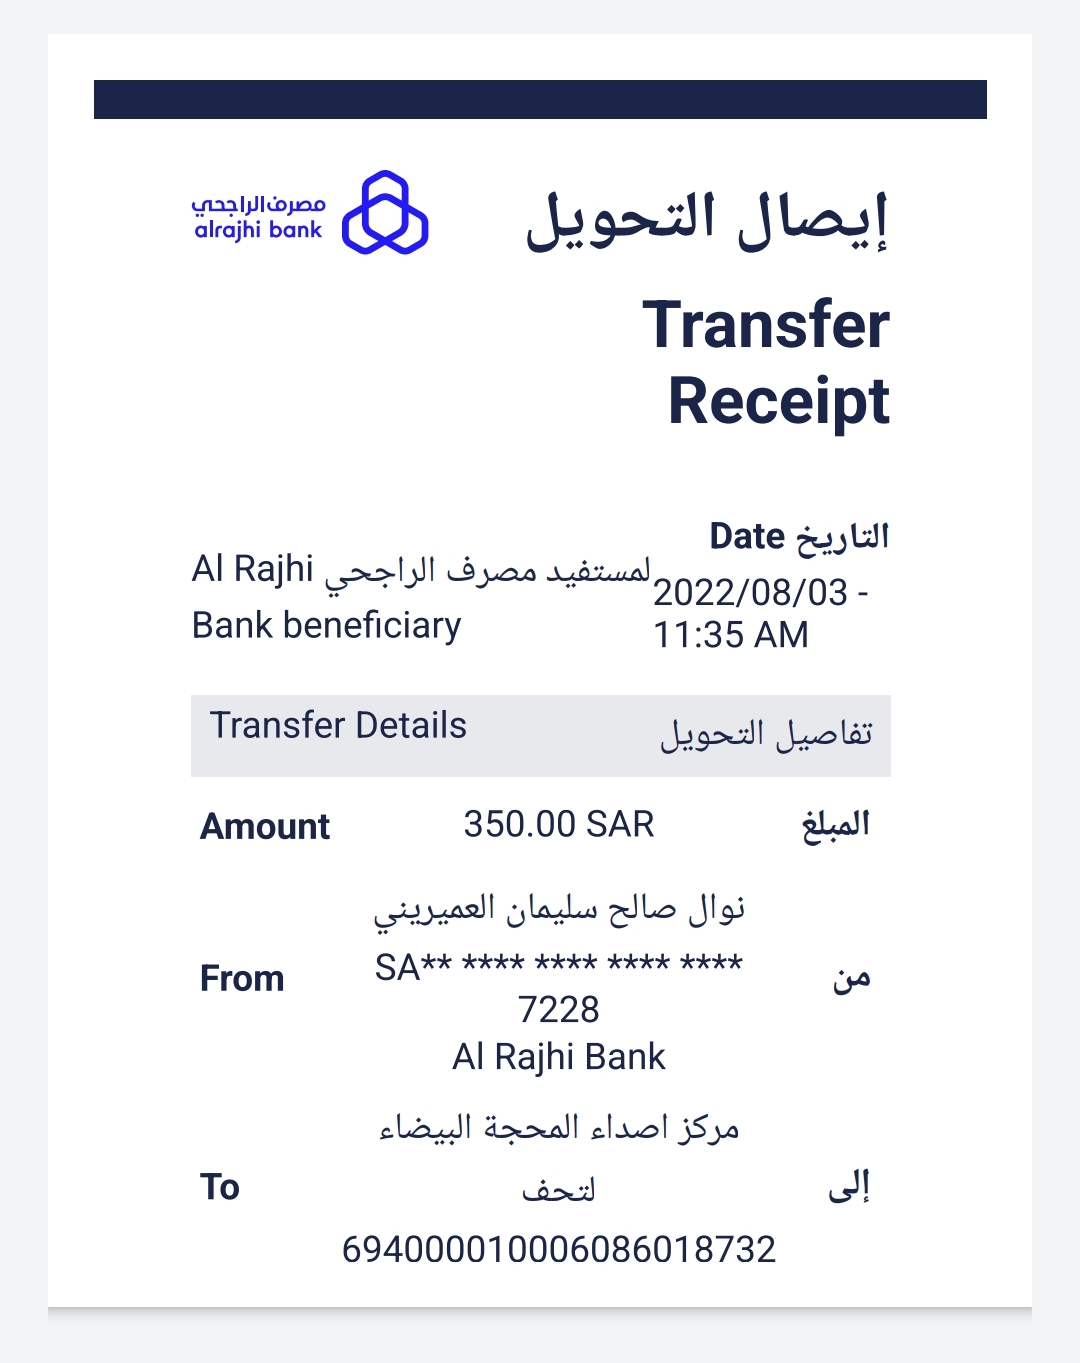 مصرف الراجحي
alrajhi bank
إيصال التحويل
Transfer
Receipt
التاريخ Date
2022/08/03 -
11:35 AM
لمستفيد مصرف الراجحي Al Rajhi
Bank beneficiary
Transfer Details تفاصيل التحويل
Amount 350.00 SAR المبلغ
نوال صالح سليمان العميريني
SA** **** **** **** ****
From من
7228
Al Rajhi Bank
مركز اصداء المحجة البيضاء
To لتحف إلى
694000010006086018732